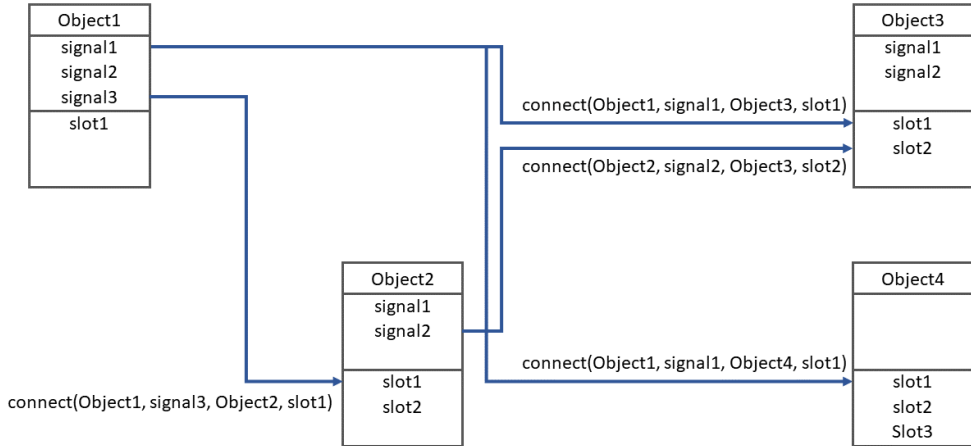 Object1
signal1
signal2
signal3
slot1
Object3
signal1
signal2
slot1
slot2
connect(Object1, signal1, Object3, slot1)
connect(Object2, signal2, Object3, slot2)
Object2
signal1
signal2
slot1
slot2
connect(Object1, signal3, Object2, slot1)
connect(Object1, signal1, Object4, slot1)
Object4
slot1
slot2
Slot3